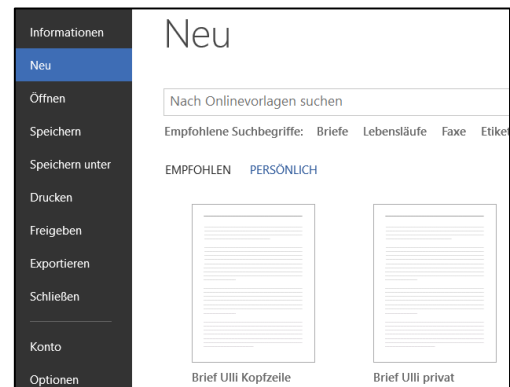 Informationen
Neu
Öffnen
Speichern
Speichern unter
Drucken
Freigeben
Exportieren
Schließen
Konto
Optionen
Neu
Nach Onlinevorlagen suchen
Empfohlene Suchbegriffe: Briefe Lebensläufe Faxe Etiket
EMPFOHLEN PERSÖNLICH
Brief Ulli Kopfzeile Brief Ulli privat